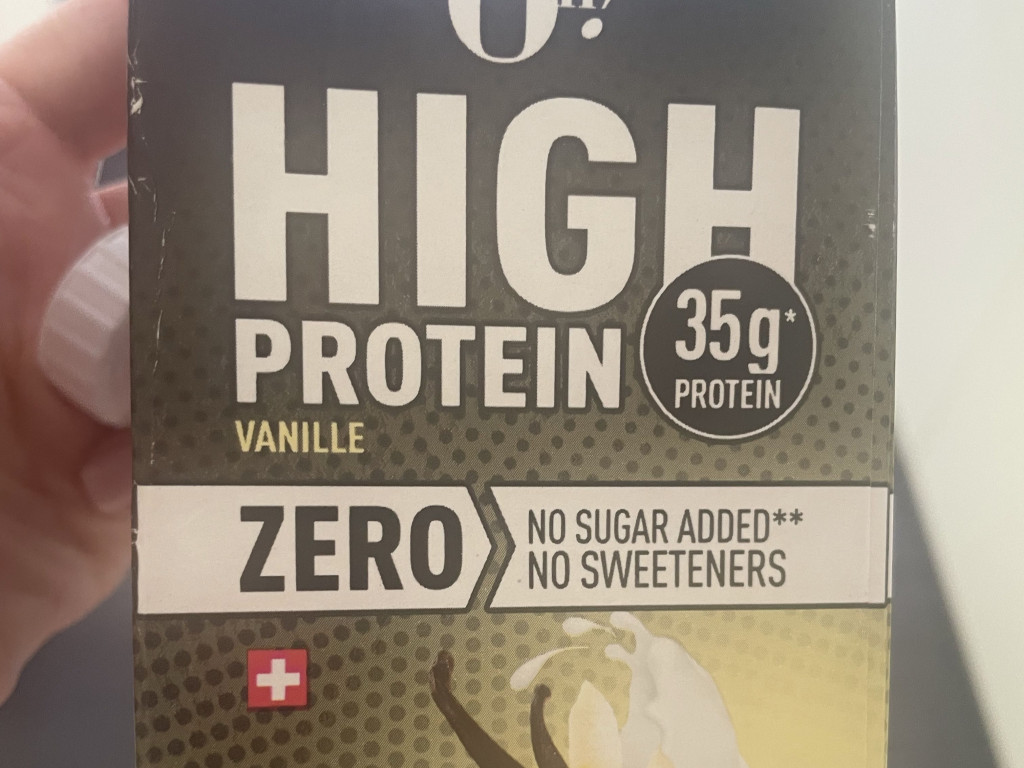 HIGH
PROTEIN
35g*
PROTEIN
VANILLE
ZERO
NO SUGAR ADDED**
NO SWEETENERS